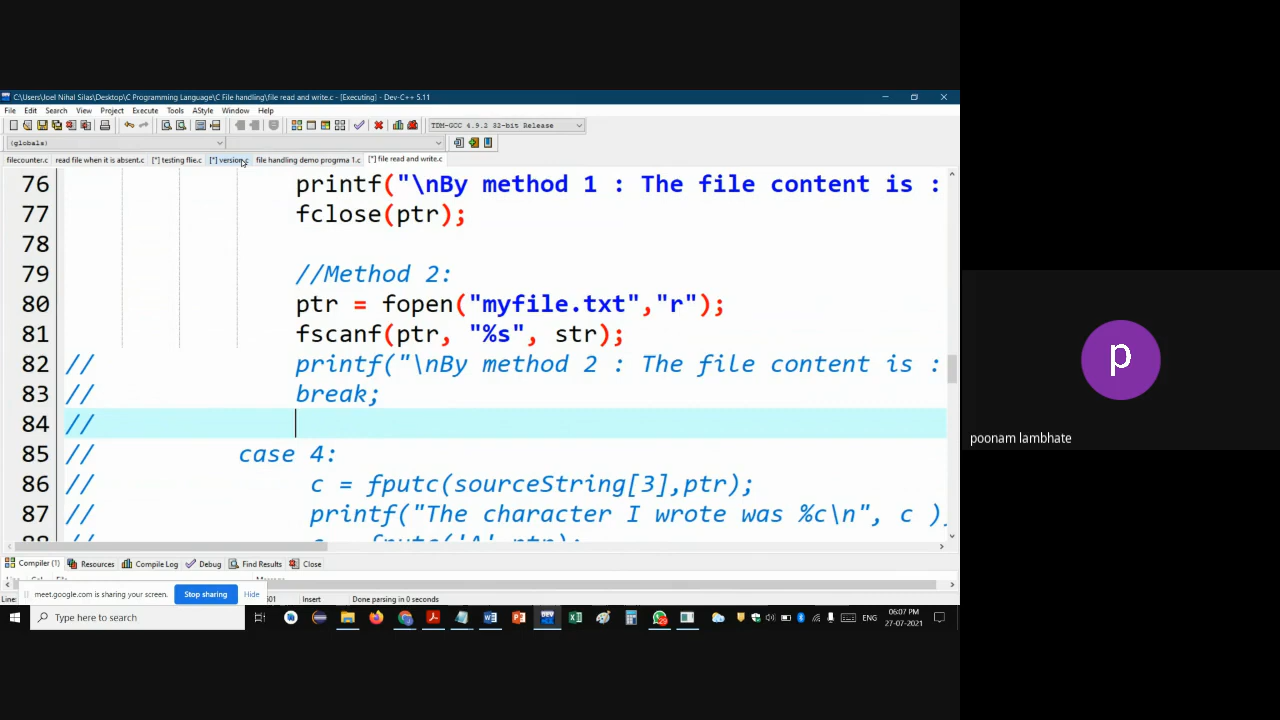 C:\Users\Joel Nihal Silas\Desktop\C Programming Language\C File handling\file read and write.c - [Executing] - Dev-C++ 5.11
File Edit Search View Project Execute Tools AStyle Window Help
TDM-GCC 4.9.2 32-bit Release
(globals)
filecounter.c read file when it is absent.c [*] testing flie.c [*] version.c file handling demo progrma 1.c [*] file read and write.c
76 printf("\nBy method 1 : The file content is :
77 fclose(ptr);
78
79 //Method 2:
80 ptr = fopen("myfile.txt","r");
81 fscanf(ptr, "%s", str);
82 // printf("\nBy method 2 : The file content is :
83 // break;
84 //
85 // case 4:
86 // c = fputc(sourceString[3],ptr);
87 // printf("The character I wrote was %c\n", c )
88 // c = fputc('A',ptr);
Compiler (1) Resources Compile Log Debug Find Results Close
meet.google.com is sharing your screen. Stop sharing Hide
Line: Insert Done parsing in 0 seconds
Type here to search
ENG 06:07 PM
27-07-2021
p
poonam lambhate